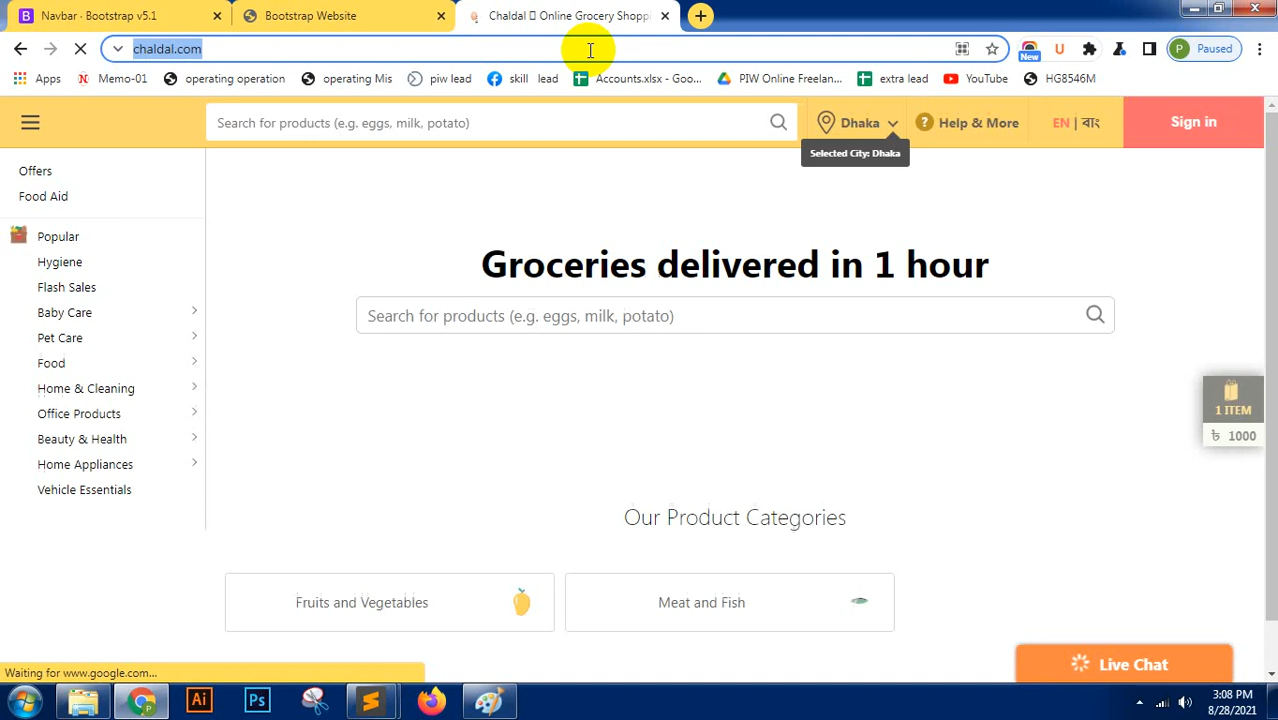 Navbar · Bootstrap v5.1
Bootstrap Website
Chaldal Online Grocery Shoppi
chaldal.com
New
U
P Paused
Apps
Memo-01
operating operation
operating Mis
piw lead
skill lead
Accounts.xlsx - Goo...
PIW Online Freelan...
extra lead
YouTube
HG8546M
Search for products (e.g. eggs, milk, potato)
Dhaka
? Help & More
EN | বাং
Sign in
Selected City: Dhaka
Offers
Food Aid
Popular
Hygiene
Flash Sales
Baby Care
Pet Care
Food
Home & Cleaning
Office Products
Beauty & Health
Home Appliances
Vehicle Essentials
Groceries delivered in 1 hour
Search for products (e.g. eggs, milk, potato)
1 ITEM
৳ 1000
Our Product Categories
Fruits and Vegetables
Meat and Fish
Live Chat
Waiting for www.google.com...
Ai
Ps
3:08 PM
8/28/2021